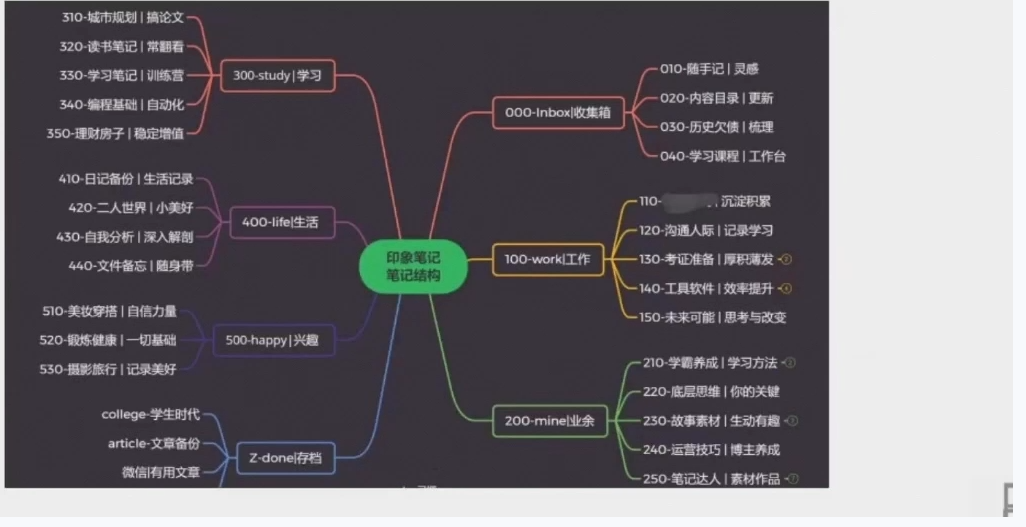 310-城市规划 | 搞论文
320-读书笔记 | 常翻看
330-学习笔记 | 训练营
340-编程基础 | 自动化
350-理财房子 | 稳定增值
300-study|学习
410-日记备份 | 生活记录
420-二人世界 | 小美好
430-自我分析 | 深入解剖
440-文件备忘 | 随身带
400-life|生活
510-美妆穿搭 | 自信力量
520-锻炼健康 | 一切基础
530-摄影旅行 | 记录美好
500-happy|兴趣
college-学生时代
article-文章备份
微信|有用文章
Z-done|存档
印象笔记
笔记结构
000-Inbox|收集箱
010-随手记 | 灵感
020-内容目录 | 更新
030-历史欠债 | 梳理
040-学习课程 | 工作台
100-work|工作
110-
沉淀积累
120-沟通人际 | 记录学习
130-考证准备 | 厚积薄发
140-工具软件 | 效率提升
150-未来可能 | 思考与改变
200-mine|业余
210-学霸养成 | 学习方法
220-底层思维 | 你的关键
230-故事素材 | 生动有趣
240-运营技巧 | 博主养成
250-笔记达人 | 素材作品